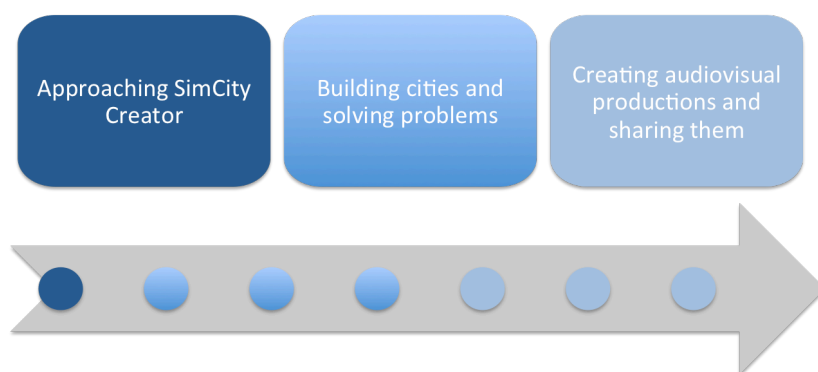 Approaching SimCity
Creator
Building cities and
solving problems
Creating audiovisual
productions and
sharing them